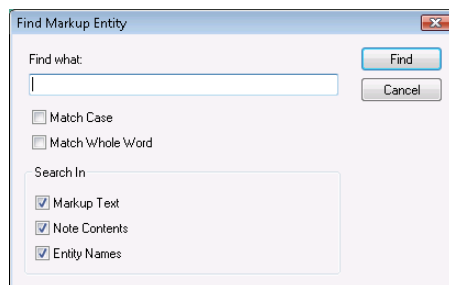 Find Markup Entity
Find what:
Find
Cancel
Match Case
Match Whole Word
Search In
Markup Text
Note Contents
Entity Names